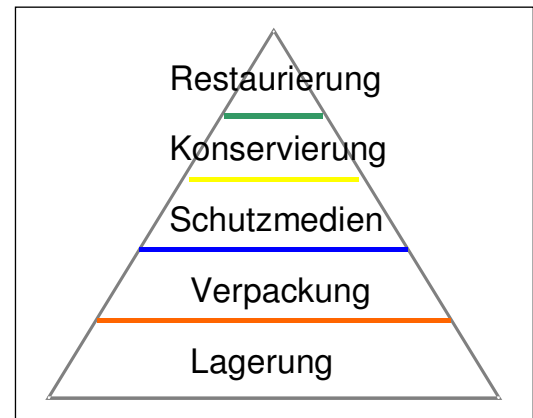 Restaurierung
Konservierung
Schutzmedien
Verpackung
Lagerung